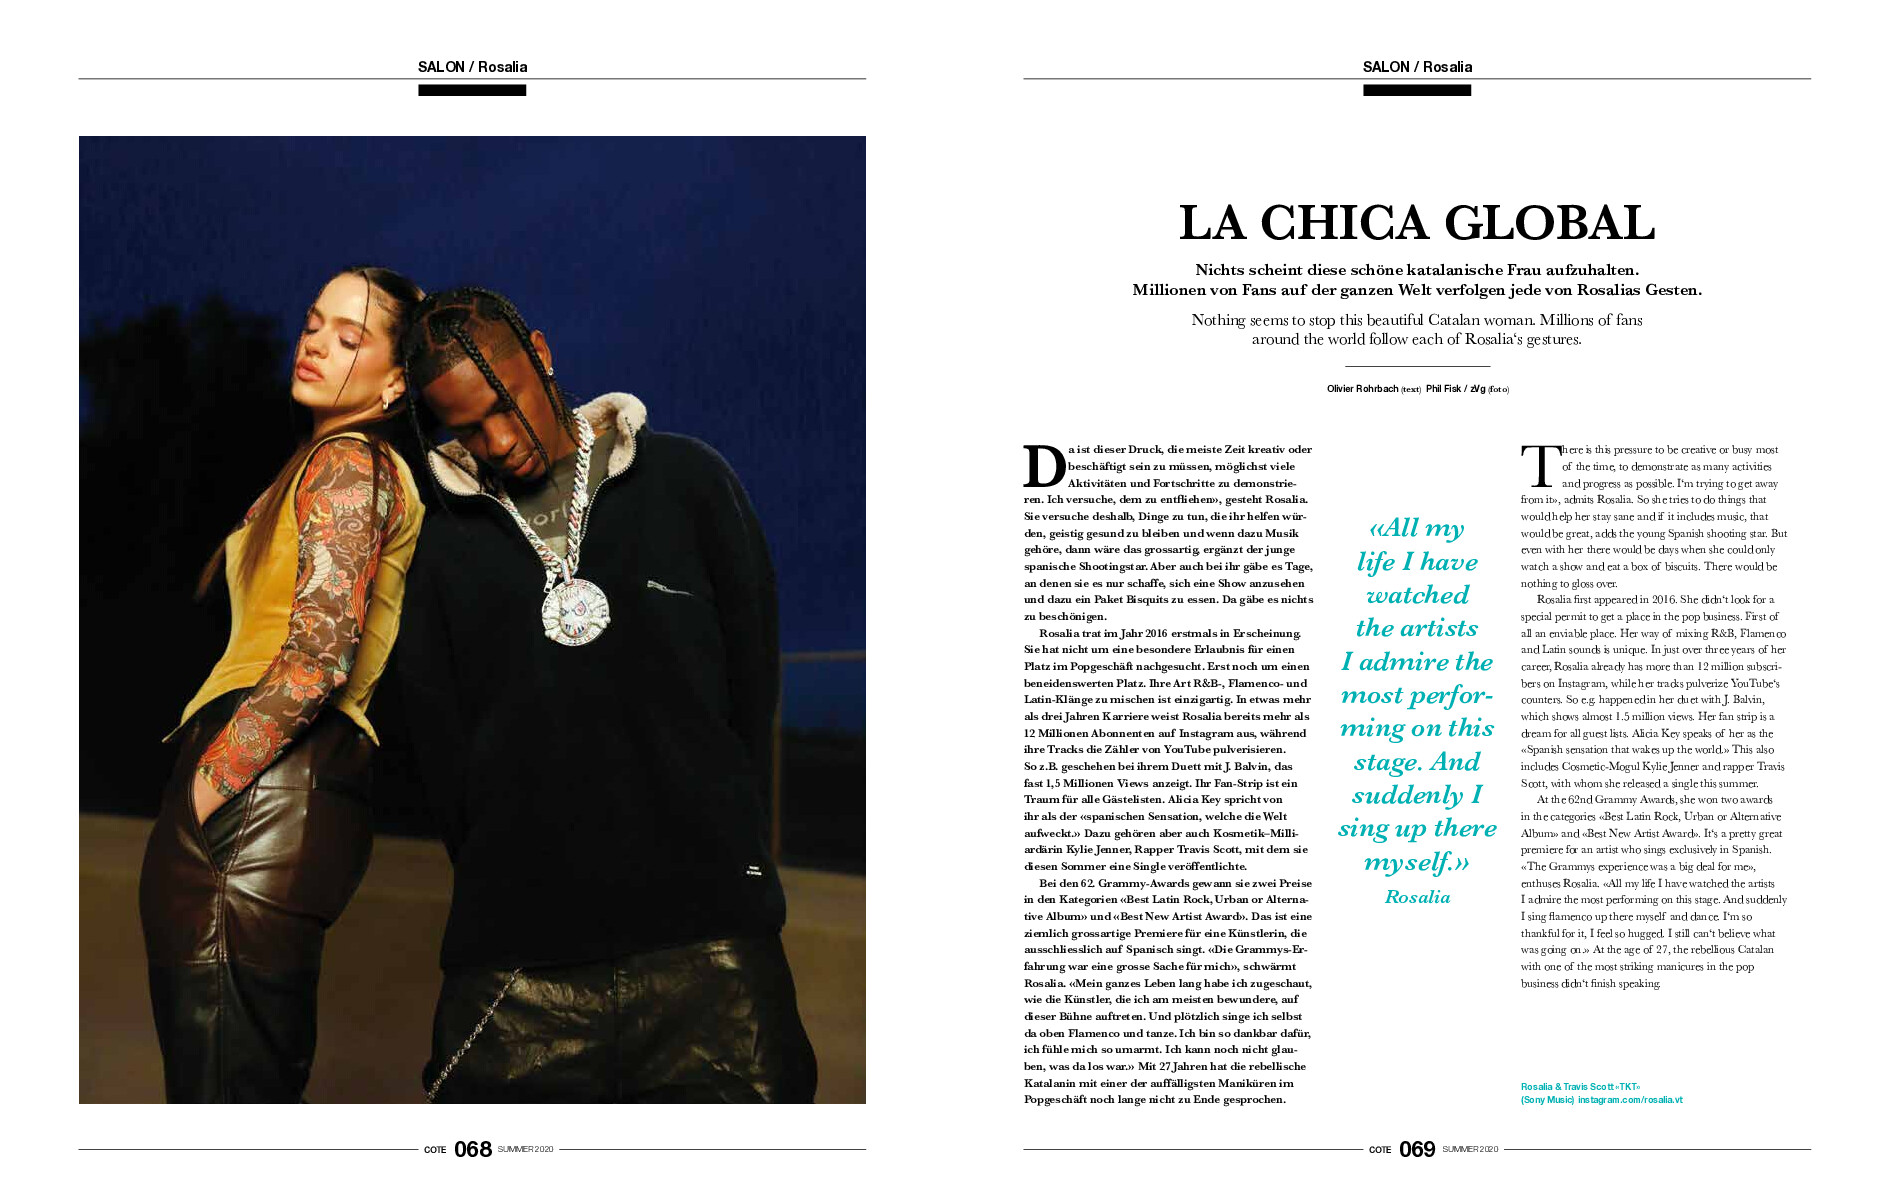 SALON / Rosalia
COTE 068 SUMMER 2020
SALON / Rosalia
LA CHICA GLOBAL
Nichts scheint diese schöne katalanische Frau aufzuhalten.
Millionen von Fans auf der ganzen Welt verfolgen jede von Rosalias Gesten.
Nothing seems to stop this beautiful Catalan woman. Millions of fans
around the world follow each of Rosalia‘s gestures.
Olivier Rohrbach (text) Phil Fisk / zVg (foto)
Da ist dieser Druck, die meiste Zeit kreativ oder
beschäftigt sein zu müssen, möglichst viele
Aktivitäten und Fortschritte zu demonstrie-
ren. Ich versuche, dem zu entfliehen», gesteht Rosalia.
Sie versuche deshalb, Dinge zu tun, die ihr helfen wür-
den, geistig gesund zu bleiben und wenn dazu Musik
gehöre, dann wäre das grossartig, ergänzt der junge
spanische Shootingstar. Aber auch bei ihr gäbe es Tage,
an denen sie es nur schaffe, sich eine Show anzusehen
und dazu ein Paket Bisquits zu essen. Da gäbe es nichts
zu beschönigen.
Rosalia trat im Jahr 2016 erstmals in Erscheinung.
Sie hat nicht um eine besondere Erlaubnis für einen
Platz im Popgeschäft nachgesucht. Erst noch um einen
beneidenswerten Platz. Ihre Art R&B-, Flamenco- und
Latin-Klänge zu mischen ist einzigartig. In etwas mehr
als drei Jahren Karriere weist Rosalia bereits mehr als
12 Millionen Abonnenten auf Instagram aus, während
ihre Tracks die Zähler von YouTube pulverisieren.
So z.B. geschehen bei ihrem Duett mit J. Balvin, das
fast 1,5 Millionen Views anzeigt. Ihr Fan-Strip ist ein
Traum für alle Gästelisten. Alicia Key spricht von
ihr als der «spanischen Sensation, welche die Welt
aufweckt.» Dazu gehören aber auch Kosmetik–Milli-
ardärin Kylie Jenner, Rapper Travis Scott, mit dem sie
diesen Sommer eine Single veröffentlichte.
Bei den 62. Grammy-Awards gewann sie zwei Preise
in den Kategorien «Best Latin Rock, Urban or Alterna-
tive Album» und «Best New Artist Award». Das ist eine
ziemlich grossartige Premiere für eine Künstlerin, die
ausschliesslich auf Spanisch singt. «Die Grammys-Er-
fahrung war eine grosse Sache für mich», schwärmt
Rosalia. «Mein ganzes Leben lang habe ich zugeschaut,
wie die Künstler, die ich am meisten bewundere, auf
dieser Bühne auftreten. Und plötzlich singe ich selbst
da oben Flamenco und tanze. Ich bin so dankbar dafür,
ich fühle mich so umarmt. Ich kann noch nicht glau-
ben, was da los war.» Mit 27 Jahren hat die rebellische
Katalanin mit einer der auffälligsten Maniküren im
Popgeschäft noch lange nicht zu Ende gesprochen.
«All my
life I have
watched
the artists
I admire the
most perfor-
ming on this
stage. And
suddenly I
sing up there
myself.»
Rosalia
There is this pressure to be creative or busy most
of the time, to demonstrate as many activities
and progress as possible. I‘m trying to get away
from it», admits Rosalia. So she tries to do things that
would help her stay sane and if it includes music, that
would be great, adds the young Spanish shooting star. But
even with her there would be days when she could only
watch a show and eat a box of biscuits. There would be
nothing to gloss over.
Rosalia first appeared in 2016. She didn‘t look for a
special permit to get a place in the pop business. First of
all an enviable place. Her way of mixing R&B, Flamenco
and Latin sounds is unique. In just over three years of her
career, Rosalia already has more than 12 million subscri-
bers on Instagram, while her tracks pulverize YouTube‘s
counters. So e.g. happened in her duet with J. Balvin,
which shows almost 1.5 million views. Her fan strip is a
dream for all guest lists. Alicia Key speaks of her as the
«Spanish sensation that wakes up the world.» This also
includes Cosmetic-Mogul Kylie Jenner and rapper Travis
Scott, with whom she released a single this summer.
At the 62nd Grammy Awards, she won two awards
in the categories «Best Latin Rock, Urban or Alternative
Album» and «Best New Artist Award». It‘s a pretty great
premiere for an artist who sings exclusively in Spanish.
«The Grammys experience was a big deal for me»,
enthuses Rosalia. «All my life I have watched the artists
I admire the most performing on this stage. And suddenly
I sing flamenco up there myself and dance. I‘m so
thankful for it, I feel so hugged. I still can‘t believe what
was going on.» At the age of 27, the rebellious Catalan
with one of the most striking manicures in the pop
business didn‘t finish speaking.
Rosalia & Travis Scott «TKT»
(Sony Music) instagram.com/rosalia.vt
COTE 069 SUMMER 2020